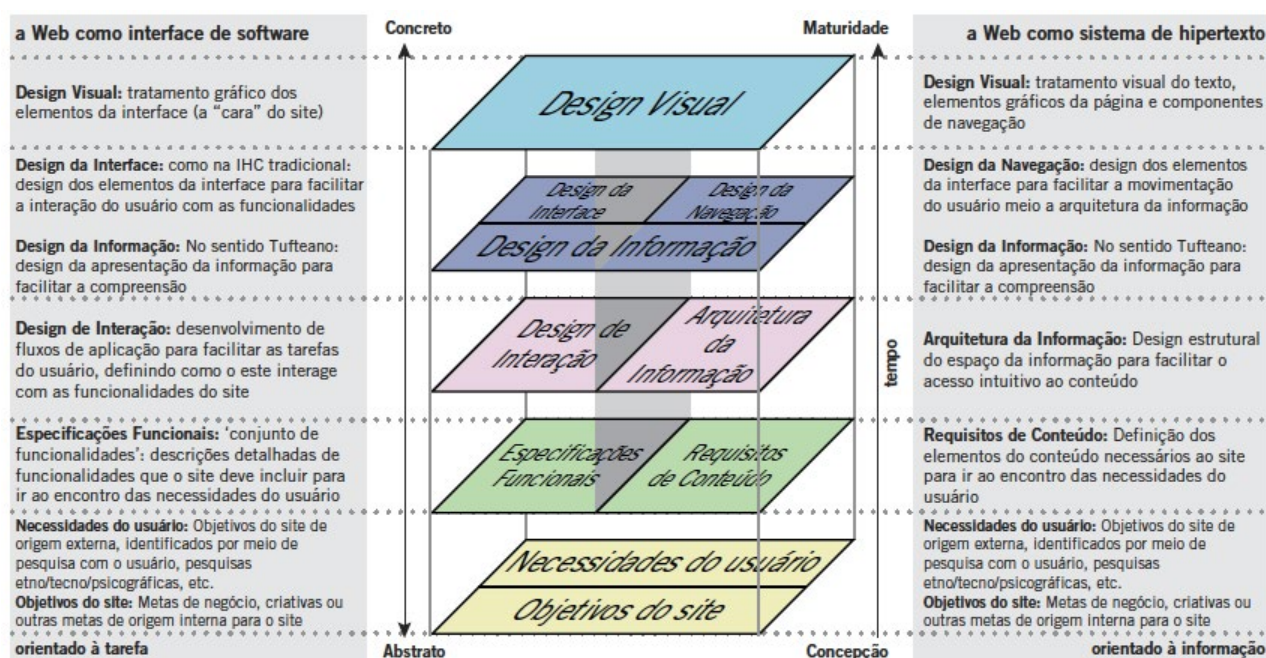 a Web como interface de software
Design Visual: tratamento gráfico dos
elementos da interface (a “cara” do site)
Design da Interface: como na IHC tradicional:
design dos elementos da interface para facilitar
a interação do usuário com as funcionalidades
Design da Informação: No sentido Tufteano:
design da apresentação da informação para
facilitar a compreensão
Design de Interação: desenvolvimento de
fluxos de aplicação para facilitar as tarefas
do usuário, definindo como o este interage
com as funcionalidades do site
Especificações Funcionais: ‘conjunto de
funcionalidades’: descrições detalhadas de
funcionalidades que o site deve incluir para
ir ao encontro das necessidades do usuário
Necessidades do usuário: Objetivos do site de
origem externa, identificados por meio de
pesquisa com o usuário, pesquisas
etno/tecno/psicográficas, etc.
Objetivos do site: Metas de negócio, criativas ou
outras metas de origem interna para o site
orientado à tarefa
Concreto
Maturidade
Design Visual
Design da
Interface
Design da
Navegação
Design da Informação
Design de
Interação
Arquitetura
da
Informação
Especificações
Funcionais
Requisitos
de Conteúdo
Necessidades do usuário
Objetivos do site
tempo
Abstrato
Concepção
a Web como sistema de hipertexto
Design Visual: tratamento visual do texto,
elementos gráficos da página e componentes
de navegação
Design da Navegação: design dos elementos
da interface para facilitar a movimentação
do usuário meio a arquitetura da informação
Design da Informação: No sentido Tufteano:
design da apresentação da informação para
facilitar a compreensão
Arquitetura da Informação: Design estrutural
do espaço da informação para facilitar o
acesso intuitivo ao conteúdo
Requisitos de Conteúdo: Definição dos
elementos do conteúdo necessários ao site
para ir ao encontro das necessidades do
usuário
Necessidades do usuário: Objetivos do site de
origem externa, identificados por meio de
pesquisa com o usuário, pesquisas
etno/tecno/psicográficas, etc.
Objetivos do site: Metas de negócio, criativas ou
outras metas de origem interna para o site
orientado à informação